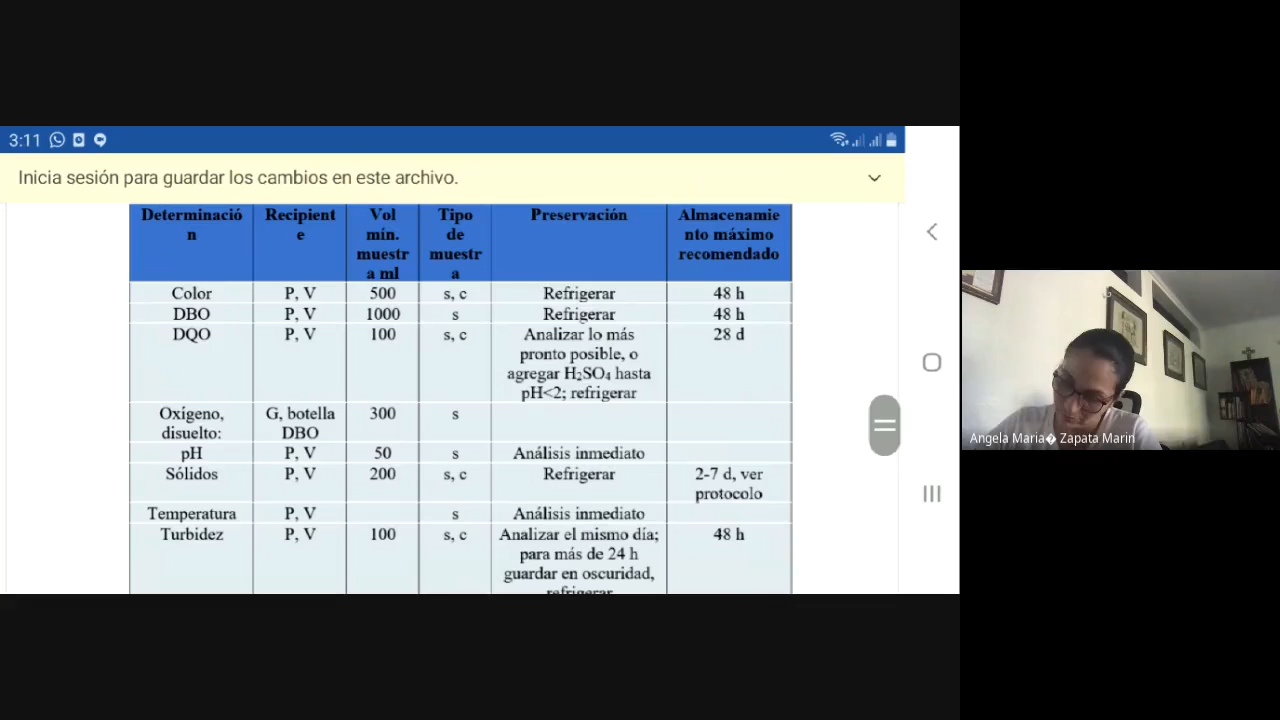 3:11
Inicia sesión para guardar los cambios en este archivo.
Determinació
n
Recipient
e
Vol
mín.
muestr
a ml
Tipo
de
muestr
a
Preservación
Almacenamie
nto máximo
recomendado
Color P, V 500 s, c Refrigerar 48 h
DBO P, V 1000 s Refrigerar 48 h
DQO P, V 100 s, c Analizar lo más 28 d
pronto posible, o
agregar H₂SO₄ hasta
pH<2; refrigerar
Oxígeno, G, botella 300 s
disuelto: DBO
pH P, V 50 s Análisis inmediato
Sólidos P, V 200 s, c Refrigerar 2-7 d, ver
protocolo
Temperatura P, V s Análisis inmediato
Turbidez P, V 100 s, c Analizar el mismo día; 48 h
para más de 24 h
guardar en oscuridad,
refrigerar
Angela Maria� Zapata Marin